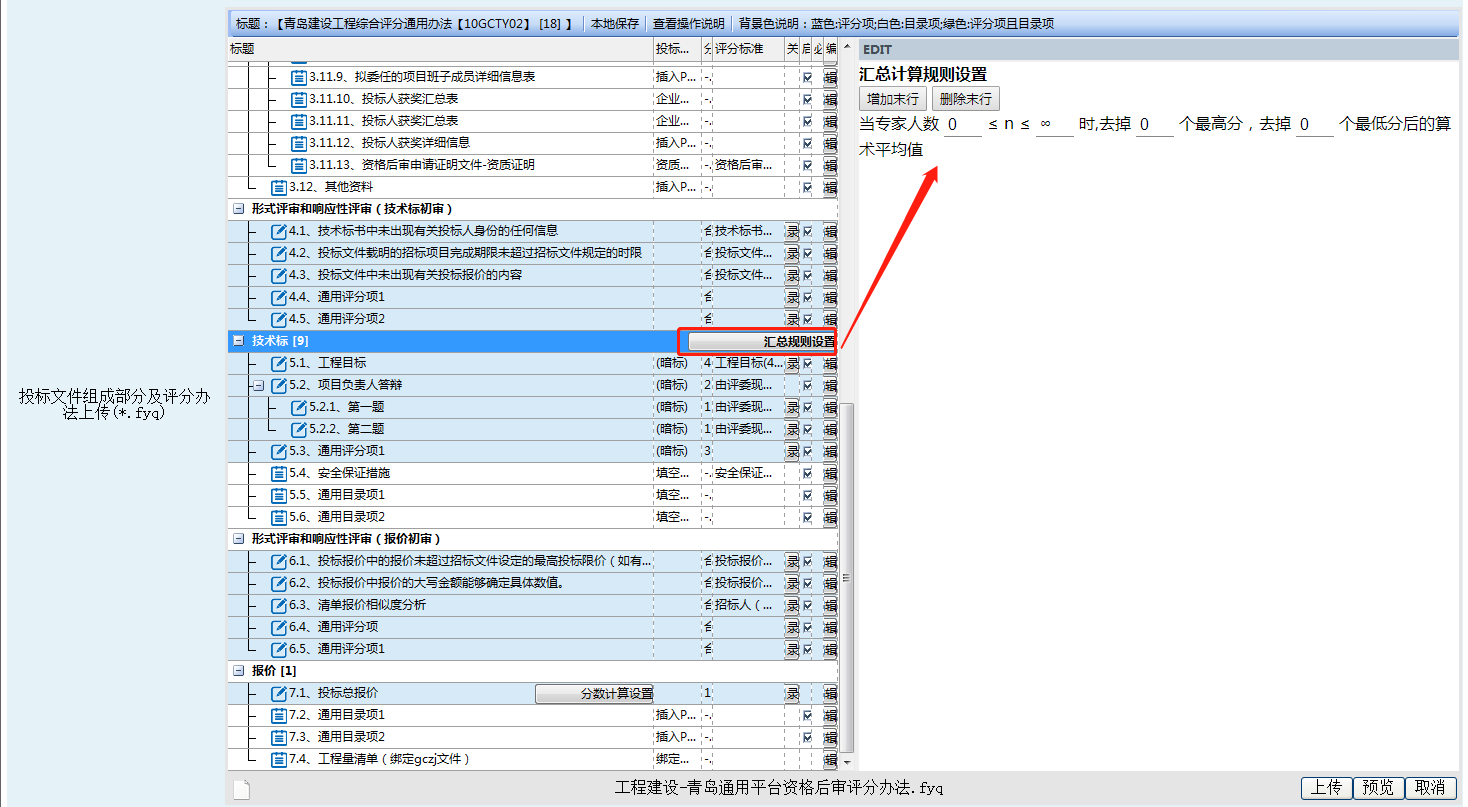 标题：【青岛建设工程综合评分通用办法【10GCTY02】 [18] 】 本地保存 查看操作说明 背景色说明：蓝色:评分项;白色:目录项;绿色:评分项且目录项
标题 投标... 评分标准 关 必 编
3.11.9、拟委任的项目班子成员详细信息表 插入P... -.
3.11.10、投标人获奖汇总表 企业... -.
3.11.11、投标人获奖汇总表 企业... -.
3.11.12、投标人获奖详细信息 插入P... -.
3.11.13、资格后审申请证明文件-资质证明 资质... -. 资格后审...
3.12、其他资料 插入P... -.
形式评审和响应性评审（技术标初审）
4.1、技术标书中未出现有关投标人身份的任何信息 技术标书... 录
4.2、投标文件载明的招标项目完成期限未超过招标文件规定的时限 投标文件... 录
4.3、投标文件中未出现有关投标报价的内容 投标文件... 录
4.4、通用评分项1 录
4.5、通用评分项2 录
技术标 [9] 汇总规则设置
5.1、工程目标 (暗标) 4 工程目标(4... 录
5.2、项目负责人答辩 (暗标) 2 由评委现...
5.2.1、第一题 (暗标) 1 由评委现... 录
5.2.2、第二题 (暗标) 1 由评委现... 录
5.3、通用评分项1 (暗标) 3 录
5.4、安全保证措施 填空... -. 安全保证...
5.5、通用目录项1 填空... -.
5.6、通用目录项2 填空... -.
形式评审和响应性评审（报价初审）
6.1、投标报价中的报价未超过招标文件设定的最高投标限价（如有... 投标报价... 录
6.2、投标报价中报价的大写金额能够确定具体数值。 投标报价... 录
6.3、清单报价相似度分析 招标人（... 录
6.4、通用评分项 录
6.5、通用评分项1 录
报价 [1]
7.1、投标总报价 分数计算设置 1 录
7.2、通用目录项1 插入P... -.
7.3、通用目录项2 插入P... -.
7.4、工程量清单（绑定gczj文件） 绑定... -.
EDIT
汇总计算规则设置
增加末行 删除末行
当专家人数 0 ≤ n ≤ ∞ 时,去掉 0 个最高分，去掉 0 个最低分后的算
术平均值
投标文件组成部分及评分办
法上传(*.fyq)
工程建设-青岛通用平台资格后审评分办法.fyq
上传 预览 取消